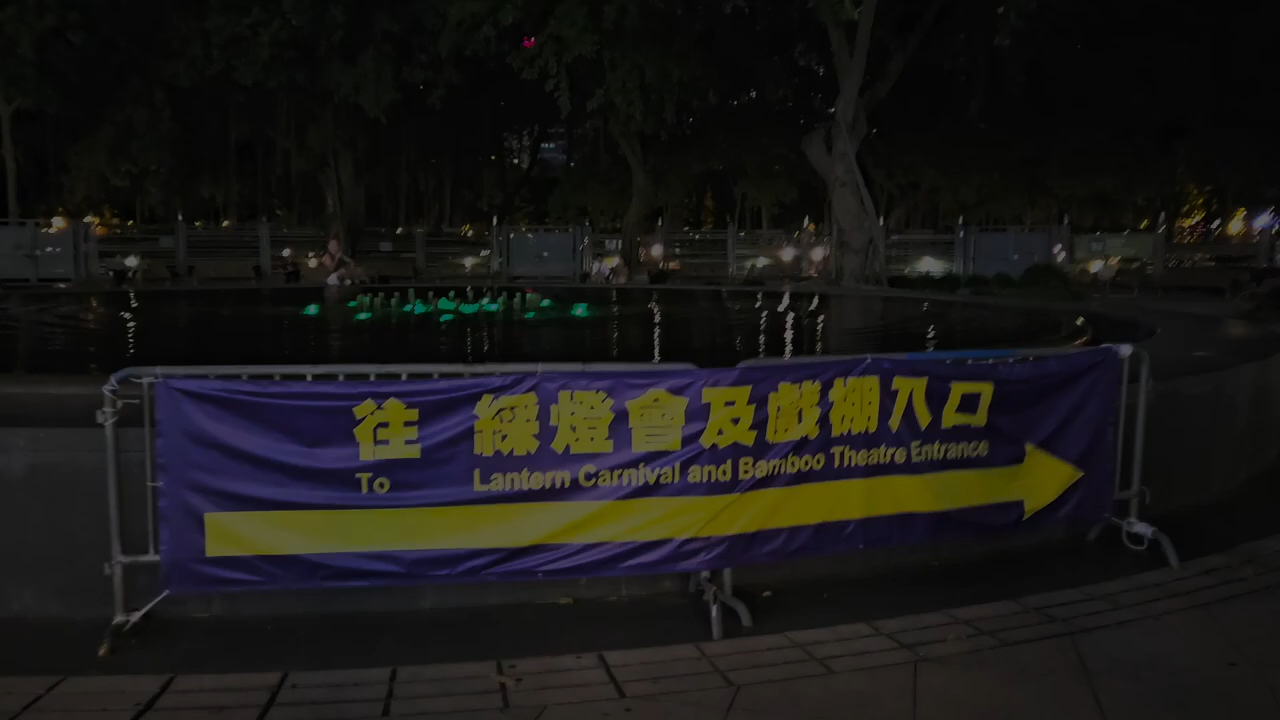 往 綵燈會及戲棚入口
To Lantern Carnival and Bamboo Theatre Entrance